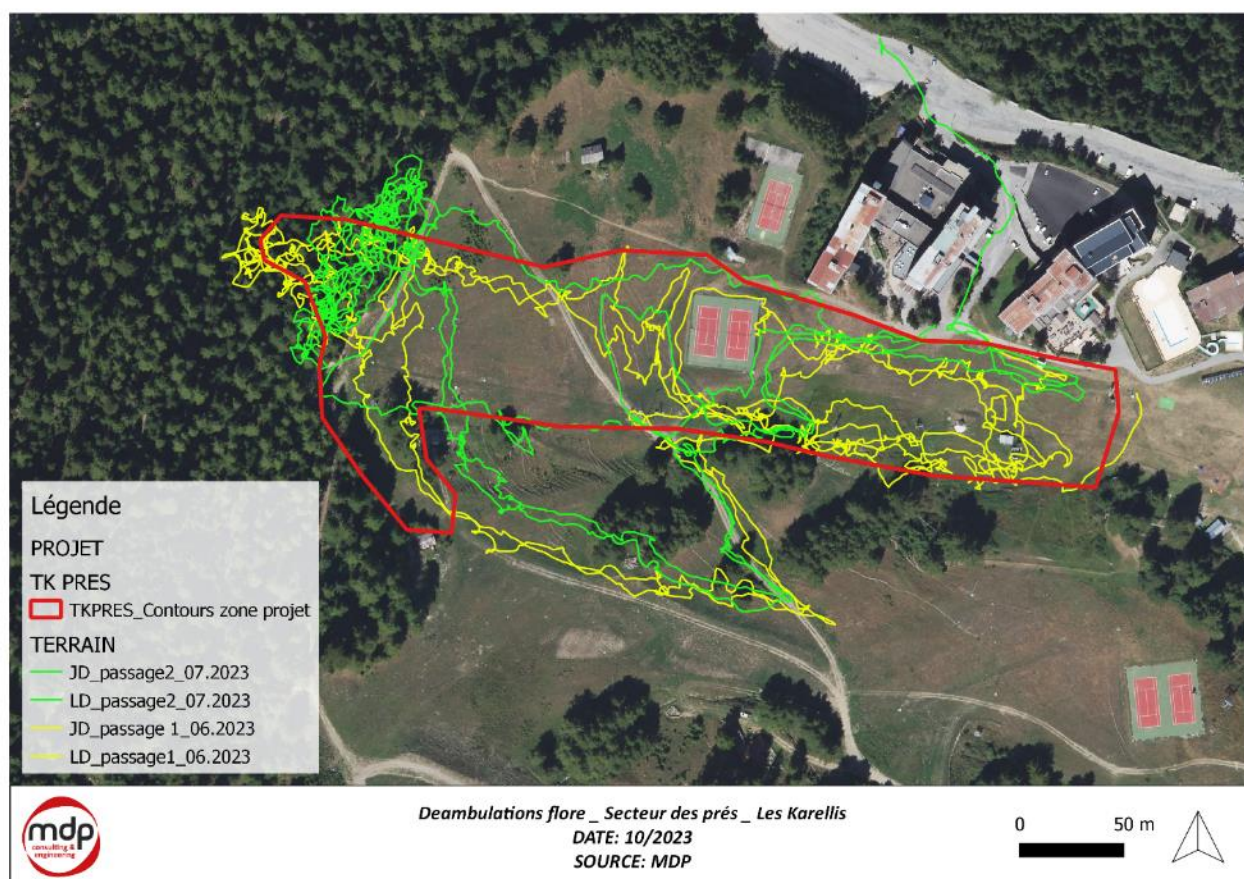 Légende
PROJET
TK PRES
TKPRES_Contours zone projet
TERRAIN
JD_passage2_07.2023
LD_passage2_07.2023
JD_passage 1_06.2023
LD_passage1_06.2023
mdp
consulting &
engineering
Deambulations flore _ Secteur des prés _ Les Karellis
DATE: 10/2023
SOURCE: MDP
0 50 m